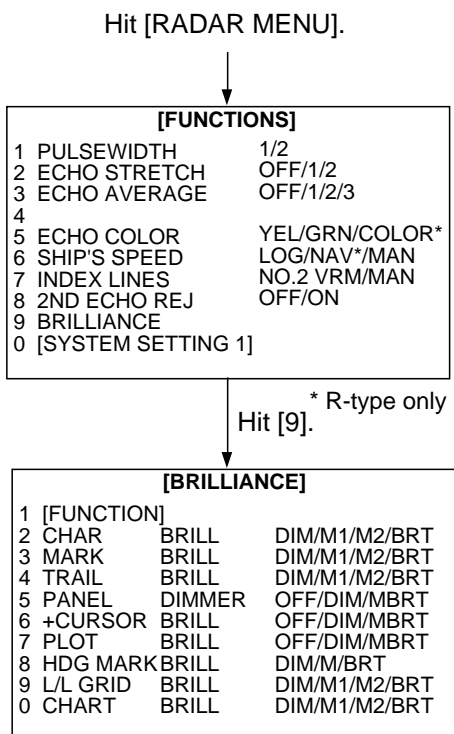 Hit [RADAR MENU].
[FUNCTIONS]
1 PULSEWIDTH 1/2
2 ECHO STRETCH OFF/1/2
3 ECHO AVERAGE OFF/1/2/3
4
5 ECHO COLOR YEL/GRN/COLOR*
6 SHIP'S SPEED LOG/NAV*/MAN
7 INDEX LINES NO.2 VRM/MAN
8 2ND ECHO REJ OFF/ON
9 BRILLIANCE
0 [SYSTEM SETTING 1]
* R-type only
Hit [9].
[BRILLIANCE]
1 [FUNCTION]
2 CHAR BRILL DIM/M1/M2/BRT
3 MARK BRILL DIM/M1/M2/BRT
4 TRAIL BRILL DIM/M1/M2/BRT
5 PANEL DIMMER OFF/DIM/MBRT
6 +CURSOR BRILL OFF/DIM/MBRT
7 PLOT BRILL OFF/DIM/MBRT
8 HDG MARK BRILL DIM/M/BRT
9 L/L GRID BRILL DIM/M1/M2/BRT
0 CHART BRILL DIM/M1/M2/BRT